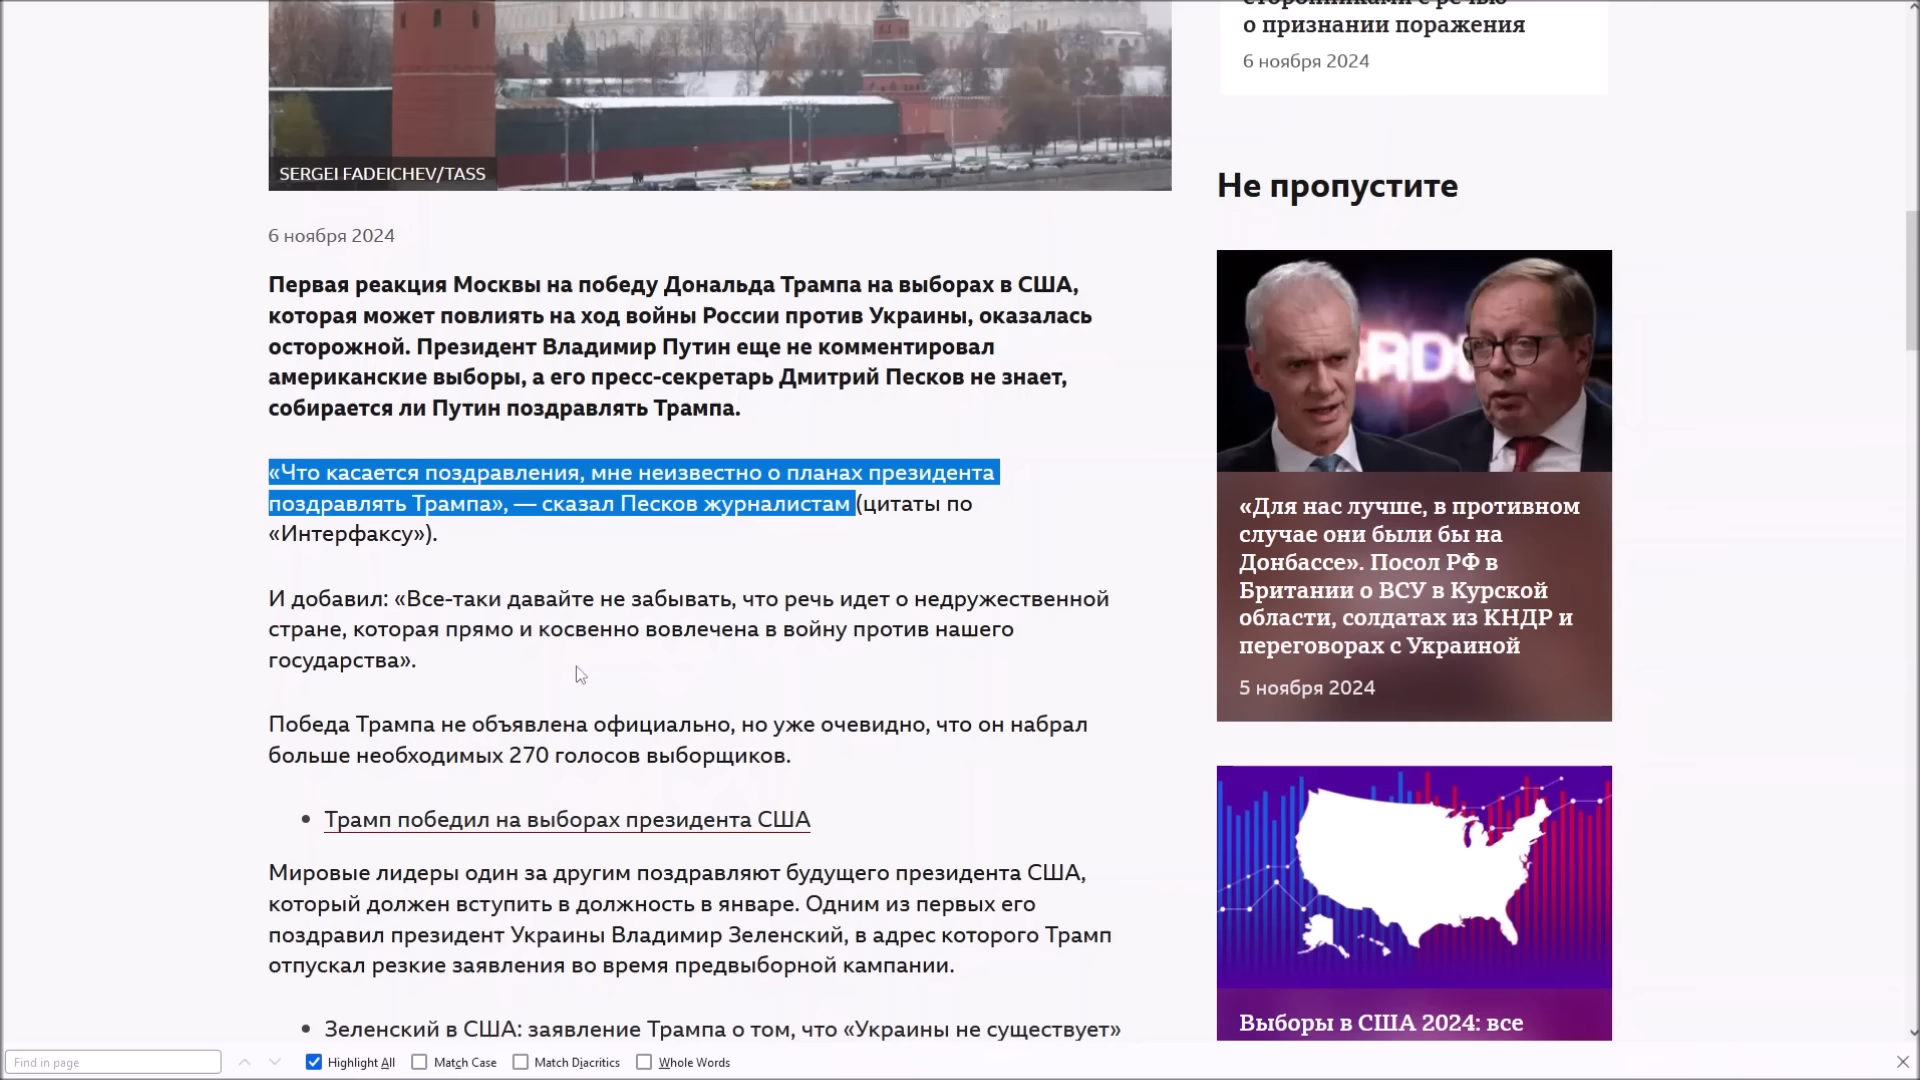 SERGEI FADEICHEV/TASS
6 ноября 2024
Первая реакция Москвы на победу Дональда Трампа на выборах в США,
которая может повлиять на ход войны России против Украины, оказалась
осторожной. Президент Владимир Путин еще не комментировал
американские выборы, а его пресс-секретарь Дмитрий Песков не знает,
собирается ли Путин поздравлять Трампа.
«Что касается поздравления, мне неизвестно о планах президента
поздравлять Трампа», — сказал Песков журналистам (цитаты по
«Интерфаксу»).
И добавил: «Все-таки давайте не забывать, что речь идет о недружественной
стране, которая прямо и косвенно вовлечена в войну против нашего
государства».
Победа Трампа не объявлена официально, но уже очевидно, что он набрал
больше необходимых 270 голосов выборщиков.
• Трамп победил на выборах президента США
Мировые лидеры один за другим поздравляют будущего президента США,
который должен вступить в должность в январе. Одним из первых его
поздравил президент Украины Владимир Зеленский, в адрес которого Трамп
отпускал резкие заявления во время предвыборной кампании.
• Зеленский в США: заявление Трампа о том, что «Украины не существует»
сторонниками с речью
о признании поражения
6 ноября 2024
Не пропустите
«Для нас лучше, в противном
случае они были бы на
Донбассе». Посол РФ в
Британии о ВСУ в Курской
области, солдатах из КНДР и
переговорах с Украиной
5 ноября 2024
Выборы в США 2024: все
Find in page
Highlight All
Match Case
Match Diacritics
Whole Words